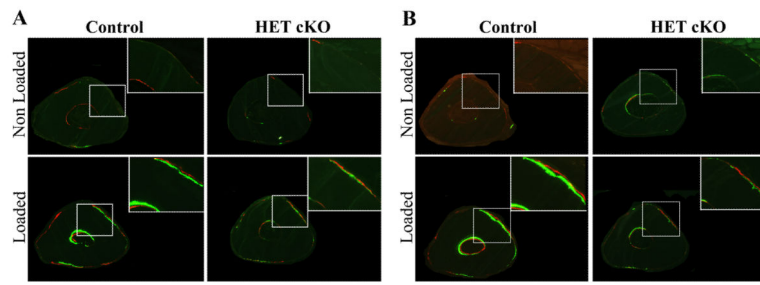 A
Control
HET cKO
Non Loaded
Loaded
B
Control
HET cKO
Non Loaded
Loaded